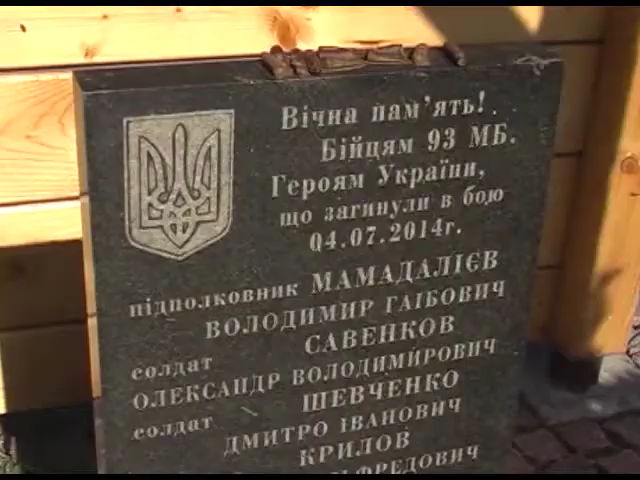 Вічна пам'ять!
Бійцям 93 МБ.
Героям України,
що загинули в бою
04.07.2014г.
підполковник МАМАДАЛІЄВ
ВОЛОДИМИР ГАІБОВИЧ
солдат САВЕНКОВ
ОЛЕКСАНДР ВОЛОДИМИРОВИЧ
солдат ШЕВЧЕНКО
ДМИТРО ІВАНОВИЧ
КРИЛОВ